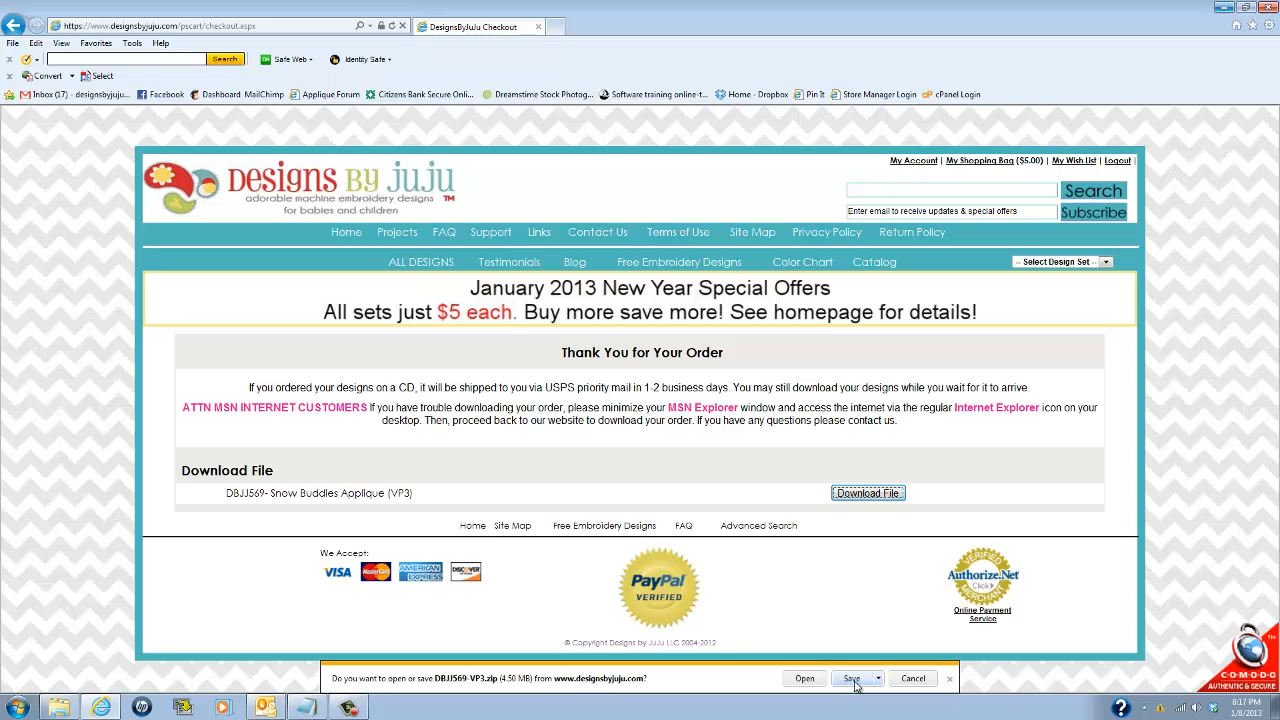 https://www.designsbyjuju.com/pscart/checkout.aspx
DesignsByJuJu Checkout
File Edit View Favorites Tools Help
Search Safe Web Identity Safe
Convert Select
Inbox (17) - designsbyjuju... Facebook Dashboard MailChimp Applique Forum Citizens Bank Secure Onli... Dreamstime Stock Photog... Software training online-t... Home - Dropbox Pin It Store Manager Login cPanel Login
My Account | My Shopping Bag ($5.00) | My Wish List | Logout |
Designs by juju
adorable machine embroidery designs TM
for babies and children
Search
Enter email to receive updates & special offers Subscribe
Home Projects FAQ Support Links Contact Us Terms of Use Site Map Privacy Policy Return Policy
ALL DESIGNS Testimonials Blog Free Embroidery Designs Color Chart Catalog -- Select Design Set --
January 2013 New Year Special Offers
All sets just $5 each. Buy more save more! See homepage for details!
Thank You for Your Order
If you ordered your designs on a CD, it will be shipped to you via USPS priority mail in 1-2 business days. You may still download your designs while you wait for it to arrive.
ATTN MSN INTERNET CUSTOMERS If you have trouble downloading your order, please minimize your MSN Explorer window and access the internet via the regular Internet Explorer icon on your
desktop. Then, proceed back to our website to download your order. If you have any questions please contact us.
Download File
DBJJ569- Snow Buddies Applique (VP3) Download File
Home Site Map Free Embroidery Designs FAQ Advanced Search
We Accept:
VISA MasterCard AMERICAN EXPRESS DISCOVER
PayPal
VERIFIED
VERIFIED
Authorize.Net
Click
MERCHANT
Online Payment
Service
© Copyright Designs by JuJu LLC 2004-2012
Do you want to open or save DBJJ569-VP3.zip (4.50 MB) from www.designsbyjuju.com?
Open Save Cancel
COMODO
AUTHENTIC & SECURE
8:17 PM
1/8/2013